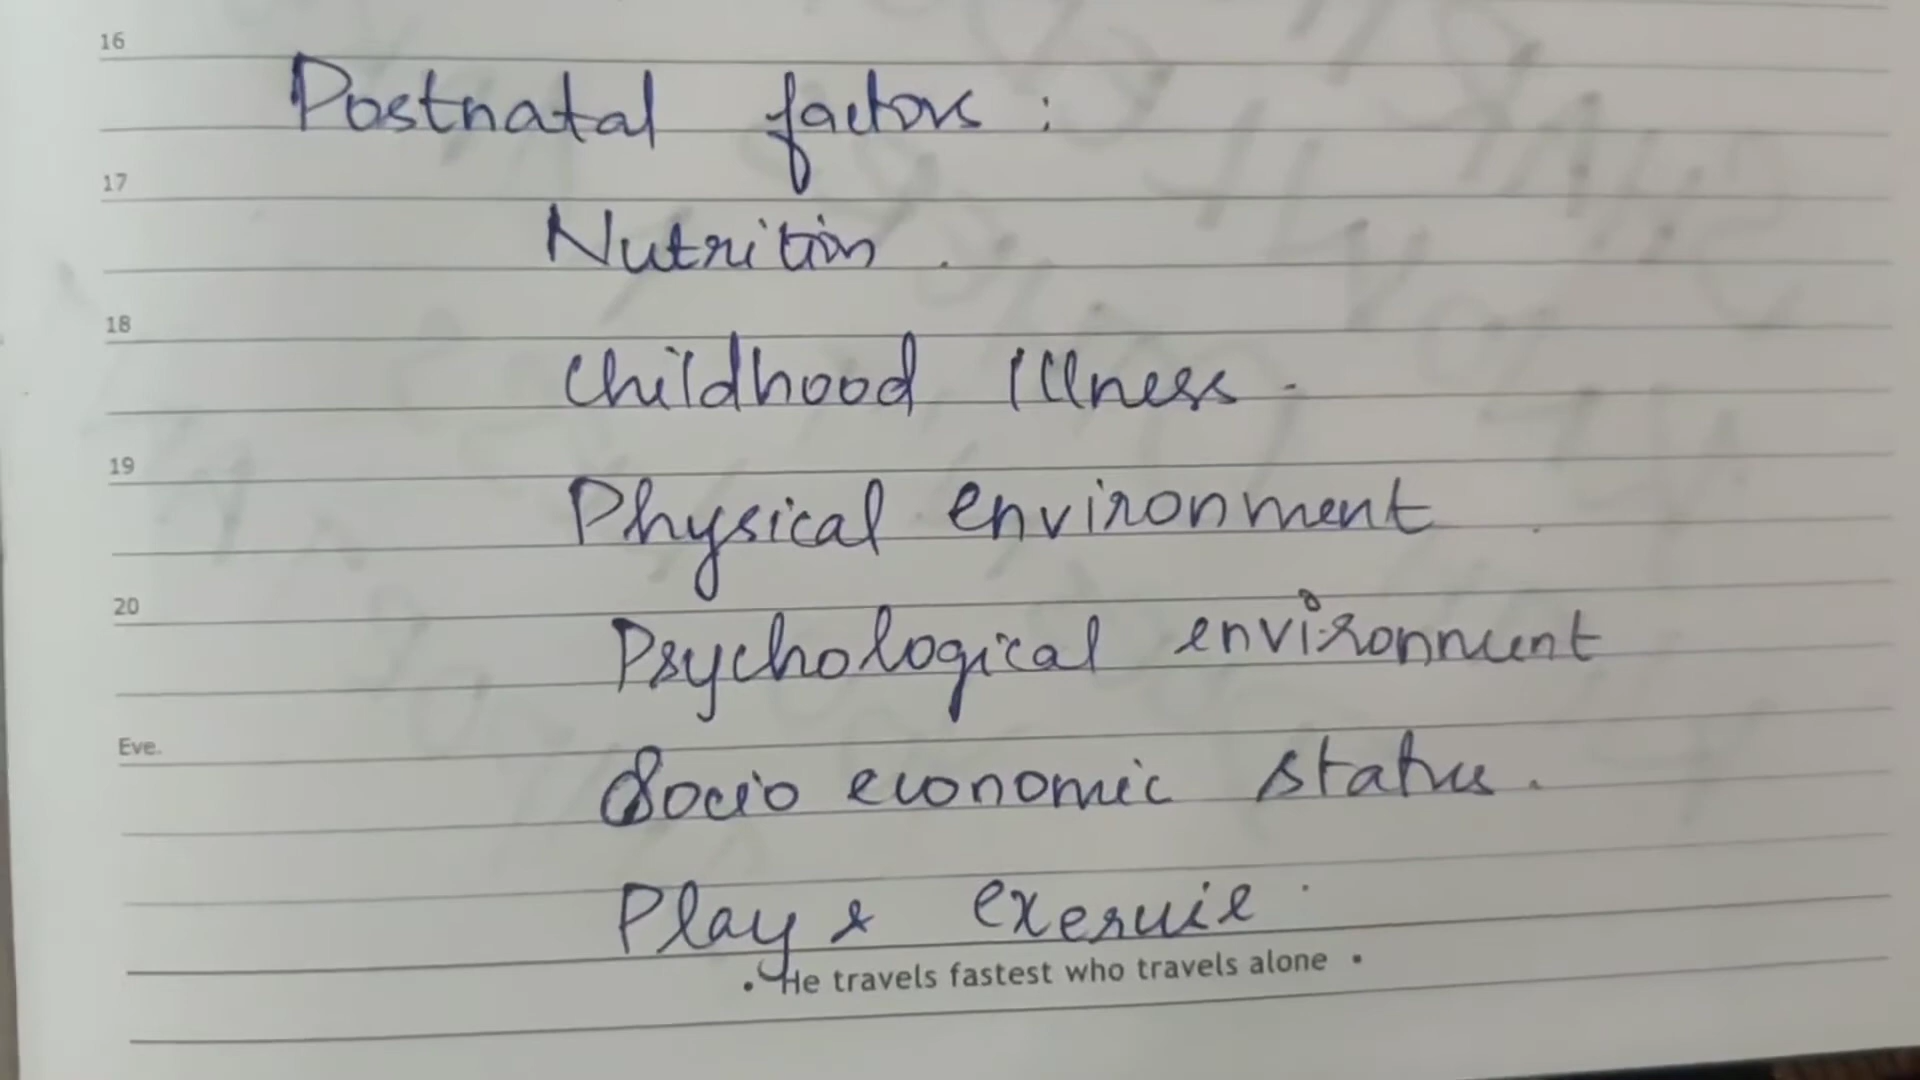 16
Postnatal factors :
17
Nutrition .
18
Childhood Illness .
19
Physical environment .
20
Psychological environment
Eve.
Socio economic status .
Play & exercise .
• He travels fastest who travels alone •